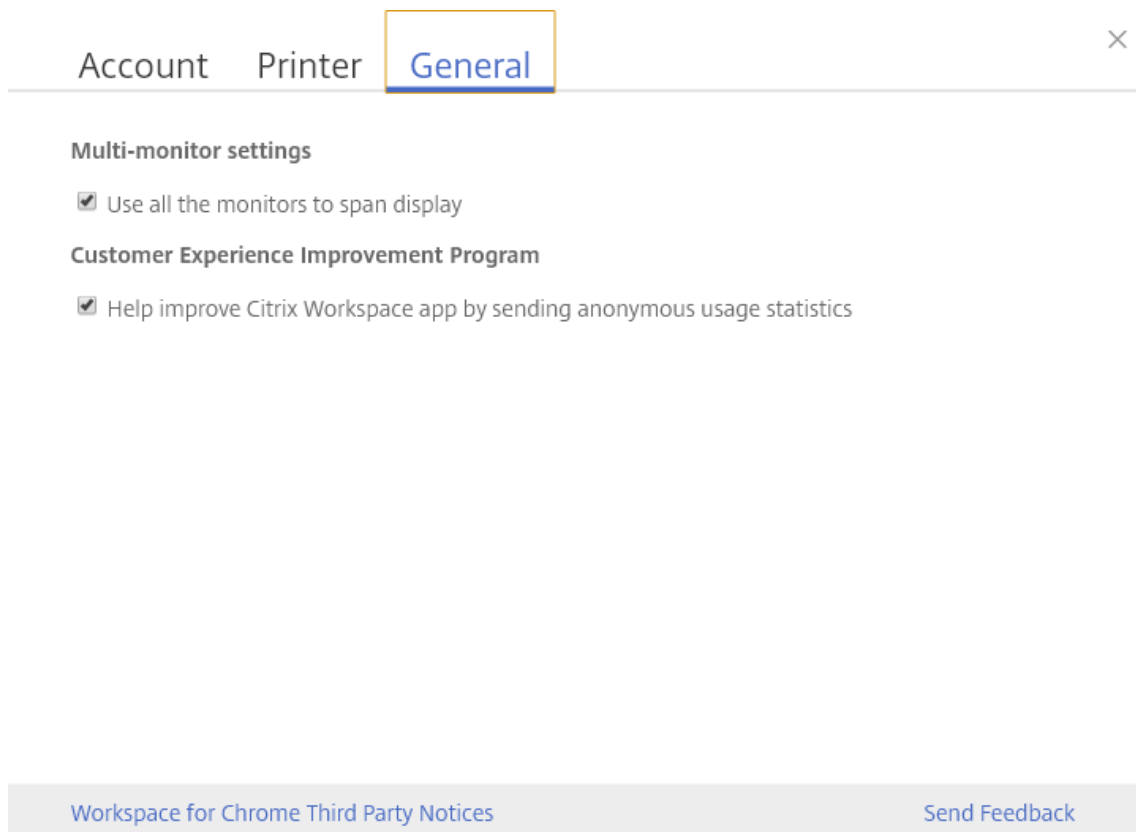 Account Printer General
Multi-monitor settings
Use all the monitors to span display
Customer Experience Improvement Program
Help improve Citrix Workspace app by sending anonymous usage statistics
Workspace for Chrome Third Party Notices Send Feedback